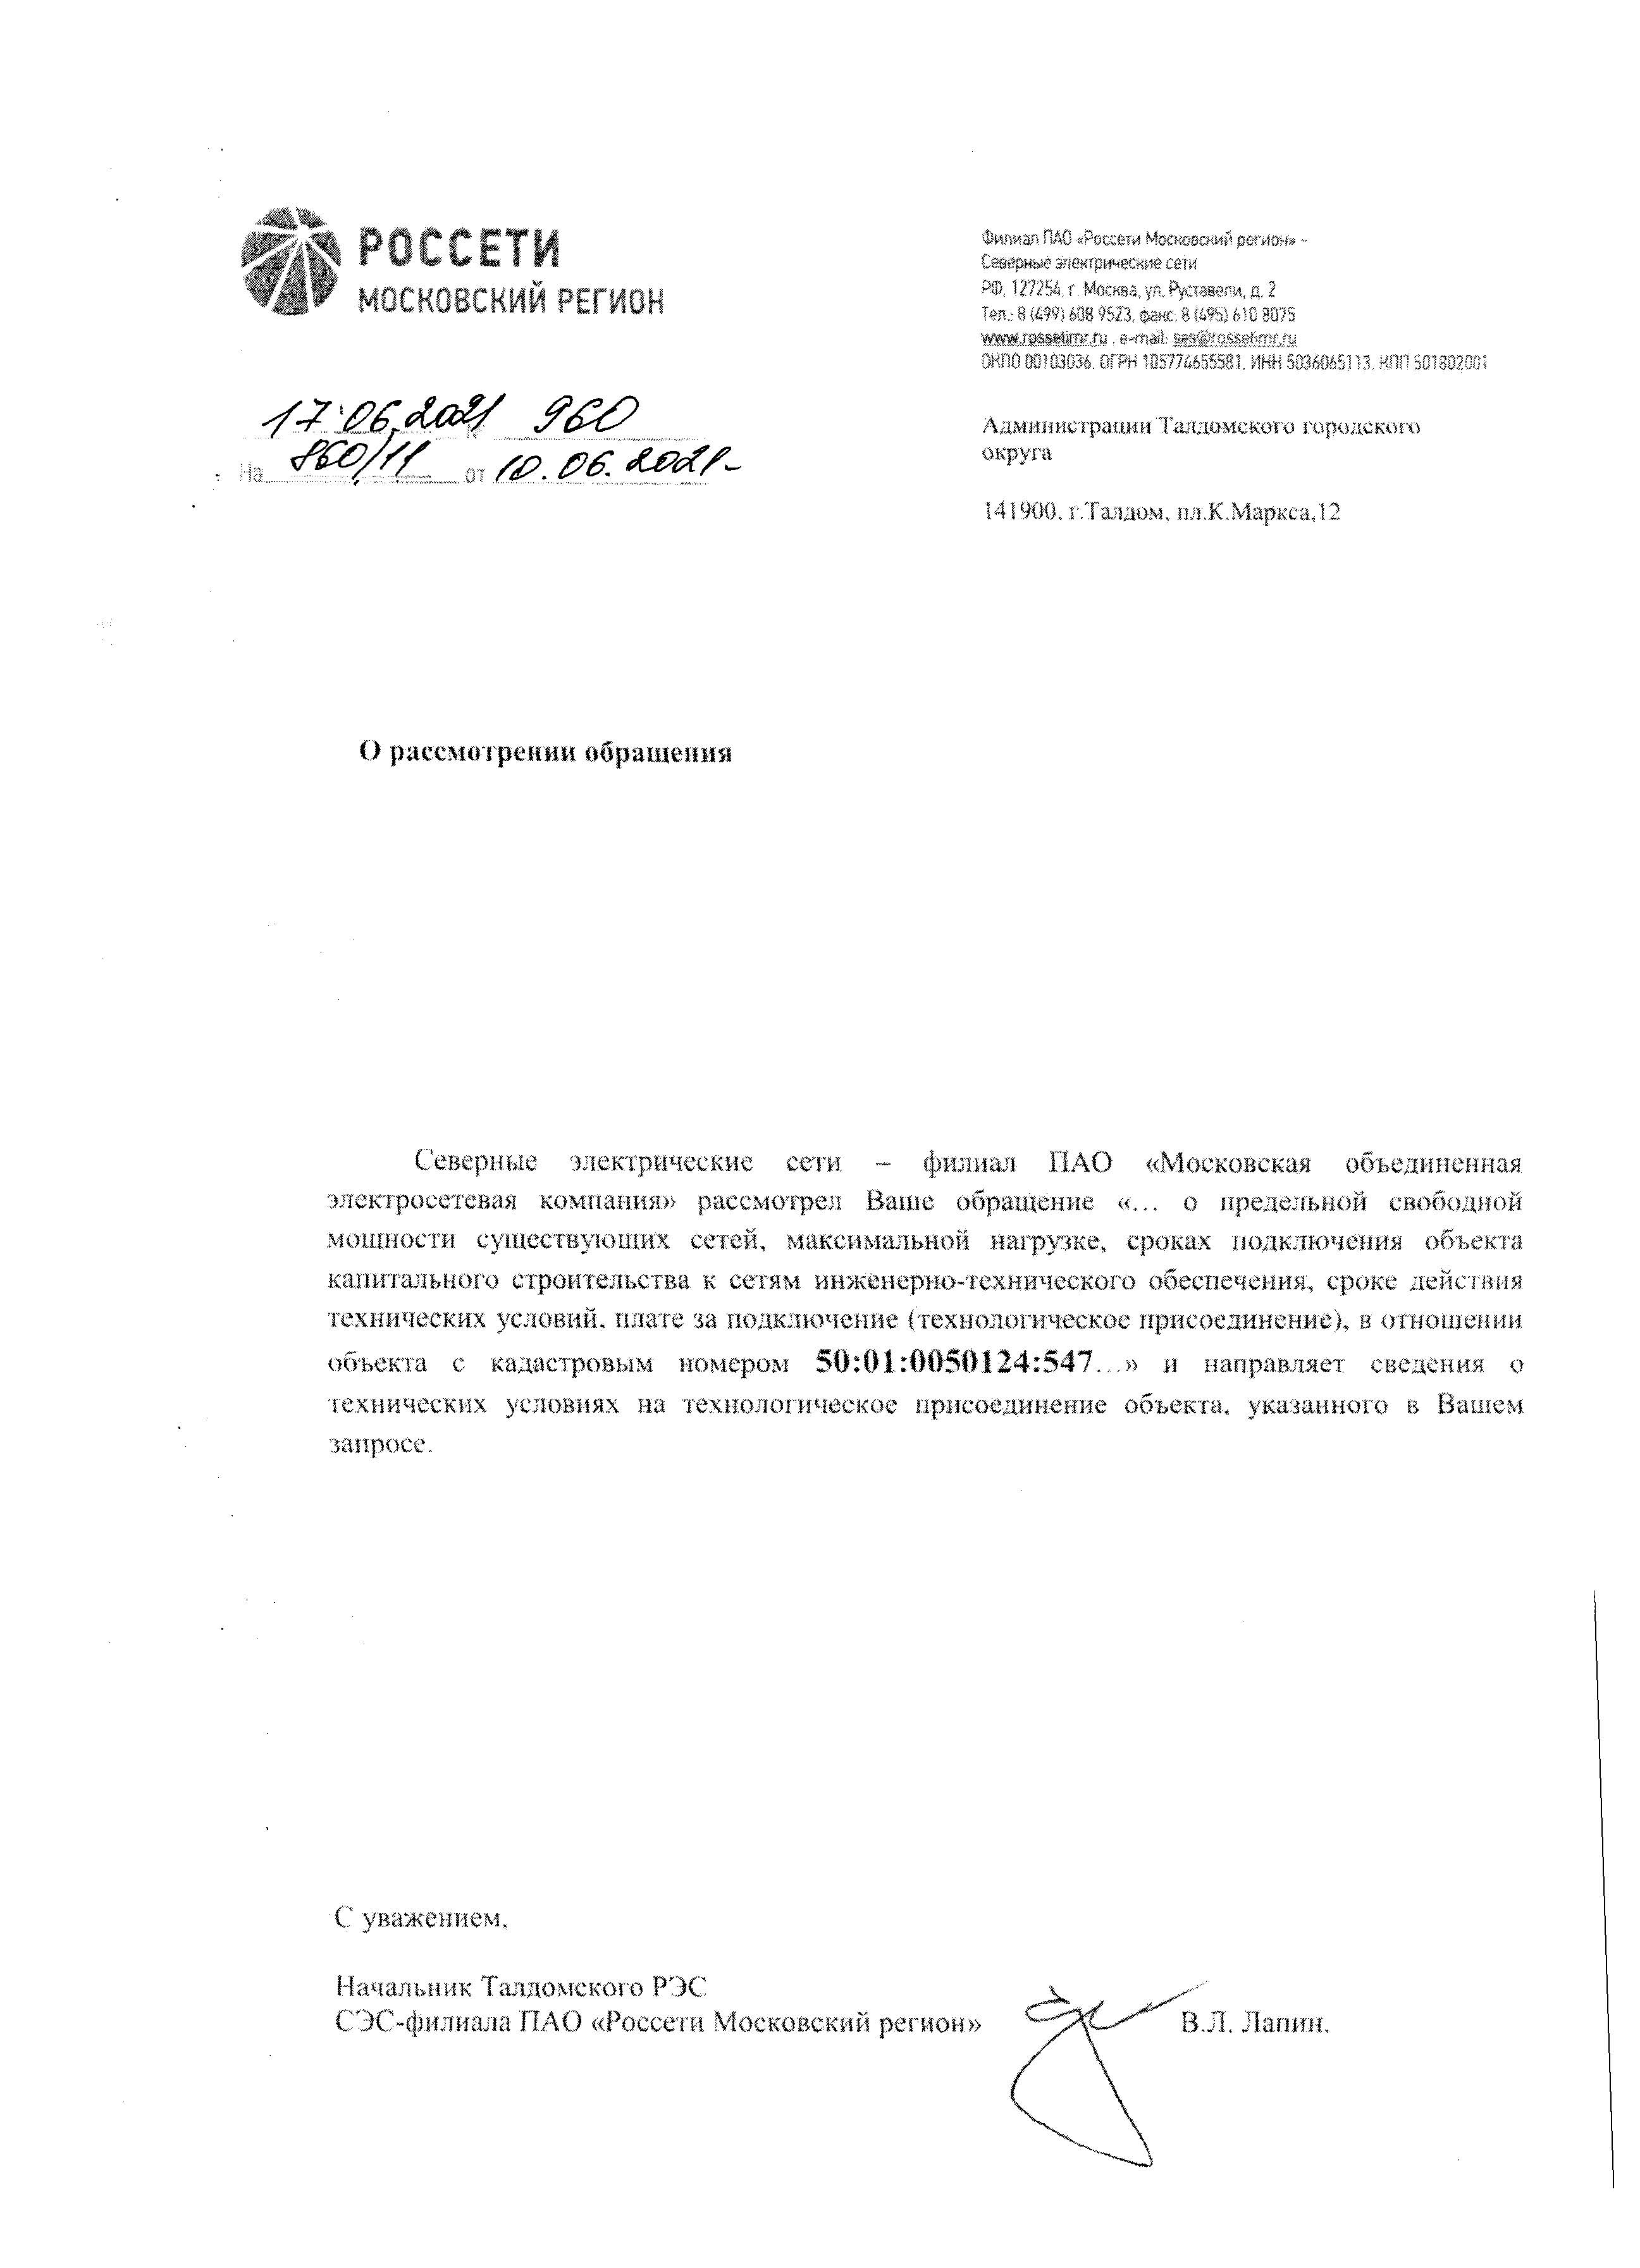 РОССЕТИ
МОСКОВСКИЙ РЕГИОН
Филиал ПАО «Россети Московский регион» -
Северные электрические сети
РФ, 127254, г. Москва, ул. Руставели, д. 2
Тел.: 8 (499) 608 9523, факс: 8 (495) 610 8075
www.rossetimr.ru , e-mail: ses@rossetimr.ru
ОКПО 00103036, ОГРН 105774655581, ИНН 5036065113, КПП 501802001
17.06.2021 960
На 860/11 от 10.06.2021
Администрации Талдомского городского
округа
141900, г.Талдом, пл.К.Маркса,12
О рассмотрении обращения
Северные электрические сети – филиал ПАО «Московская объединенная
электросетевая компания» рассмотрел Ваше обращение «… о предельной свободной
мощности существующих сетей, максимальной нагрузке, сроках подключения объекта
капитального строительства к сетям инженерно-технического обеспечения, сроке действия
технических условий, плате за подключение (технологическое присоединение), в отношении
объекта с кадастровым номером 50:01:0050124:547…» и направляет сведения о
технических условиях на технологическое присоединение объекта, указанного в Вашем
запросе.
С уважением,
Начальник Талдомского РЭС
СЭС-филиала ПАО «Россети Московский регион» В.Л. Лапин.